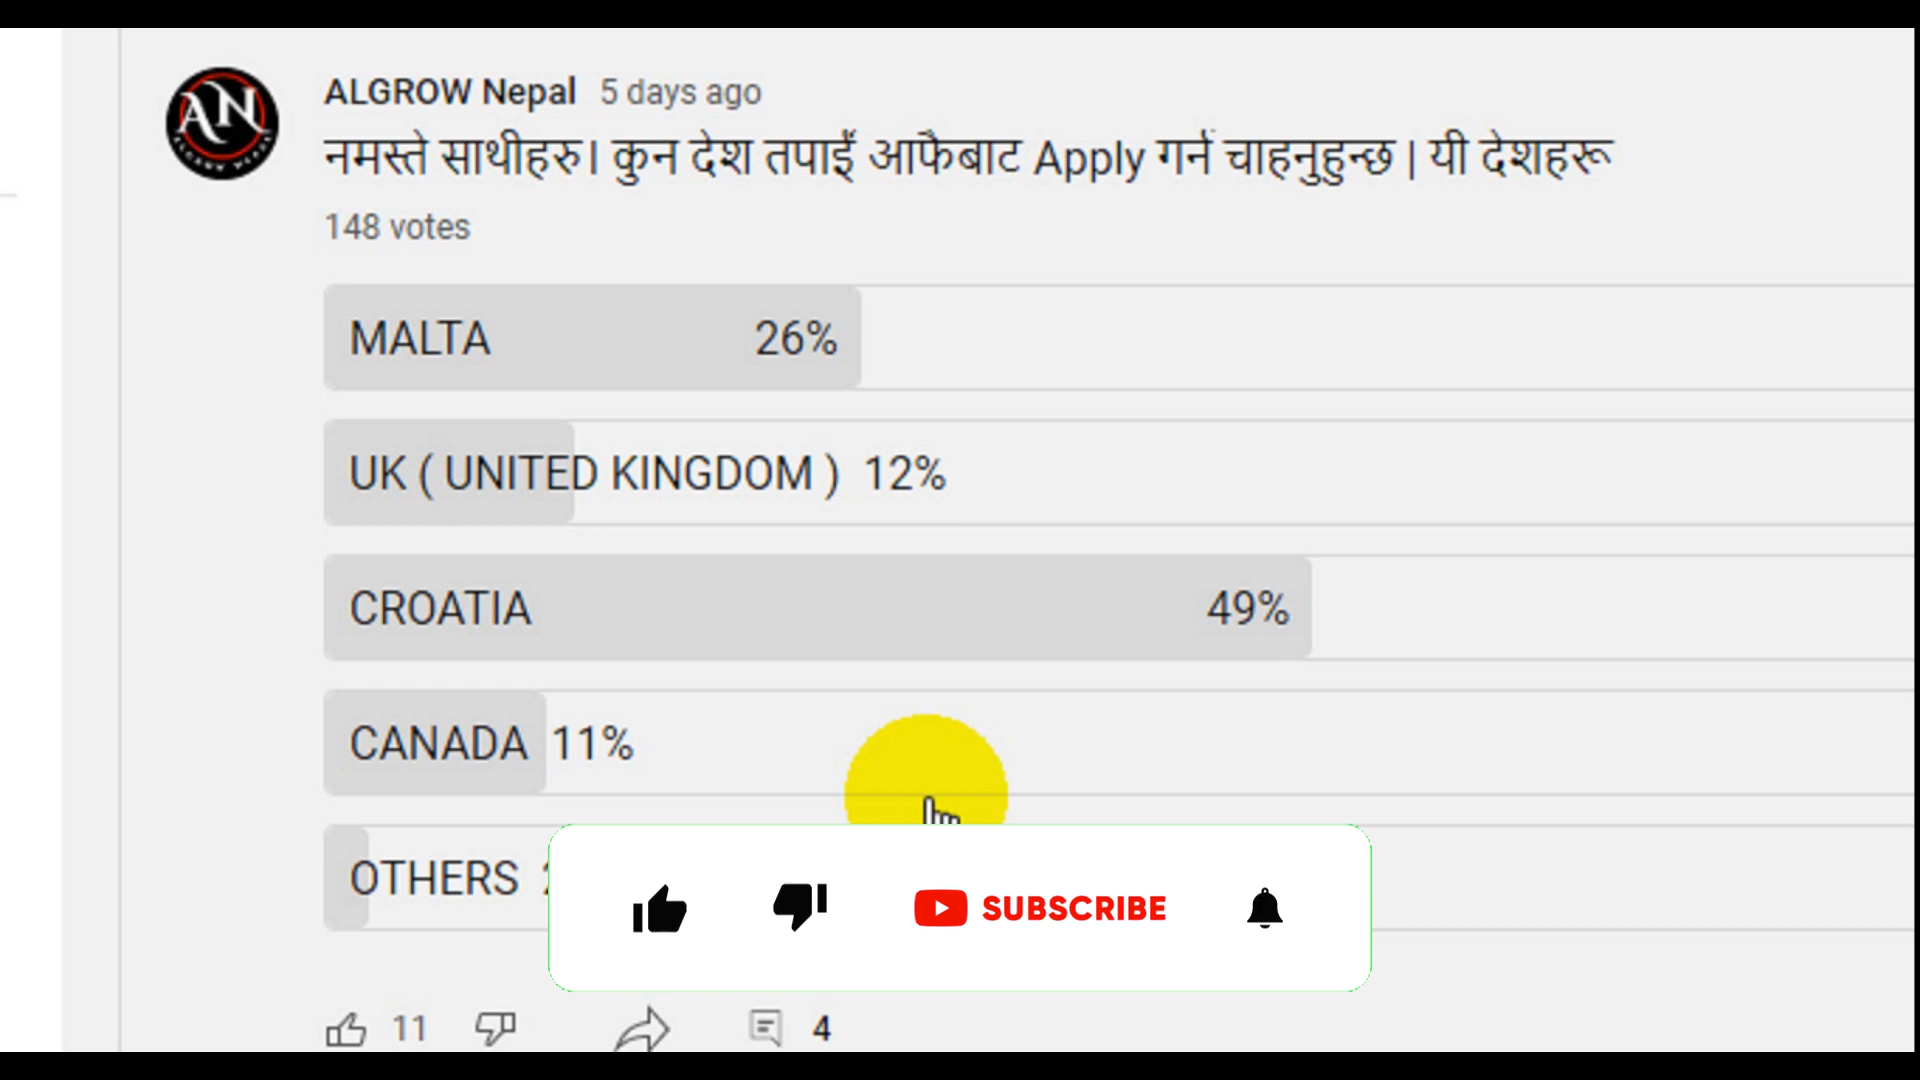 AN
ALGROW Nepal 5 days ago
नमस्ते साथीहरु। कुन देश तपाईं आफैबाट Apply गर्न चाहनुहुन्छ | यी देशहरू
148 votes
MALTA 26%
UK ( UNITED KINGDOM ) 12%
CROATIA 49%
CANADA 11%
OTHERS
SUBSCRIBE
11 4